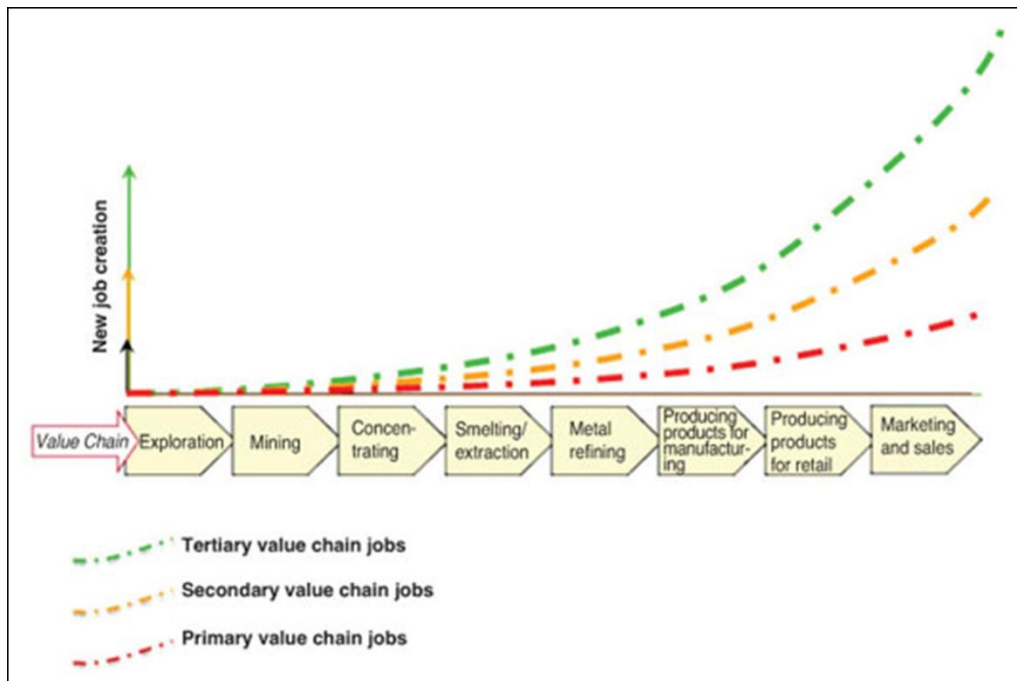 New job creation
Value Chain
Exploration
Mining
Concen-
trating
Smelting/
extraction
Metal
refining
Producing
products for
manufactur-
ing
Producing
products
for retail
Marketing
and sales
Tertiary value chain jobs
Secondary value chain jobs
Primary value chain jobs